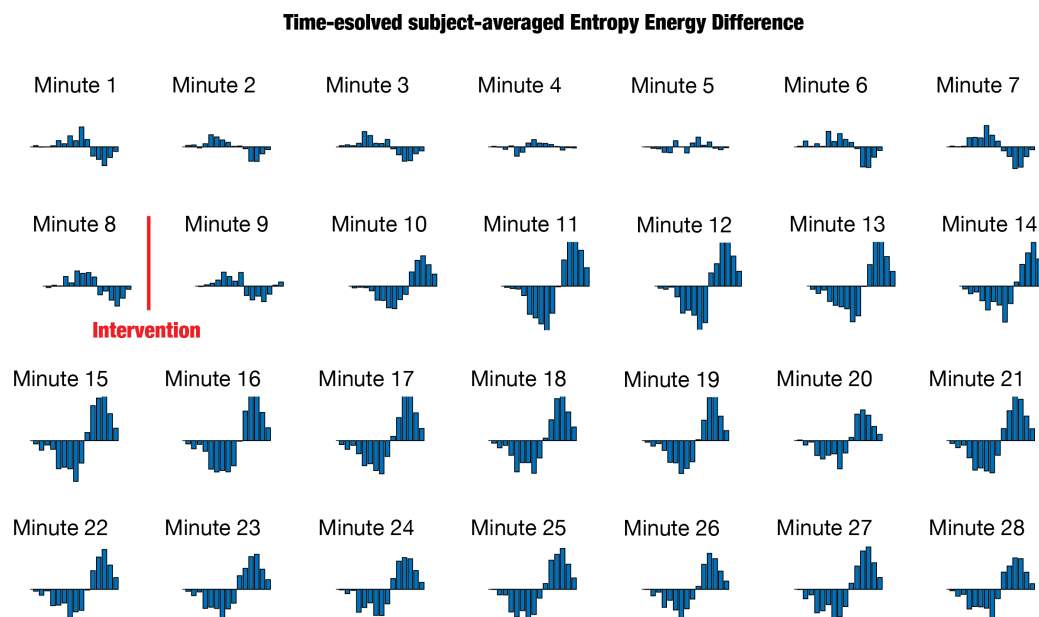 Time-esolved subject-averaged Entropy Energy Difference
Minute 1 Minute 2 Minute 3 Minute 4 Minute 5 Minute 6 Minute 7
Minute 8 Minute 9 Minute 10 Minute 11 Minute 12 Minute 13 Minute 14
Intervention
Minute 15 Minute 16 Minute 17 Minute 18 Minute 19 Minute 20 Minute 21
Minute 22 Minute 23 Minute 24 Minute 25 Minute 26 Minute 27 Minute 28